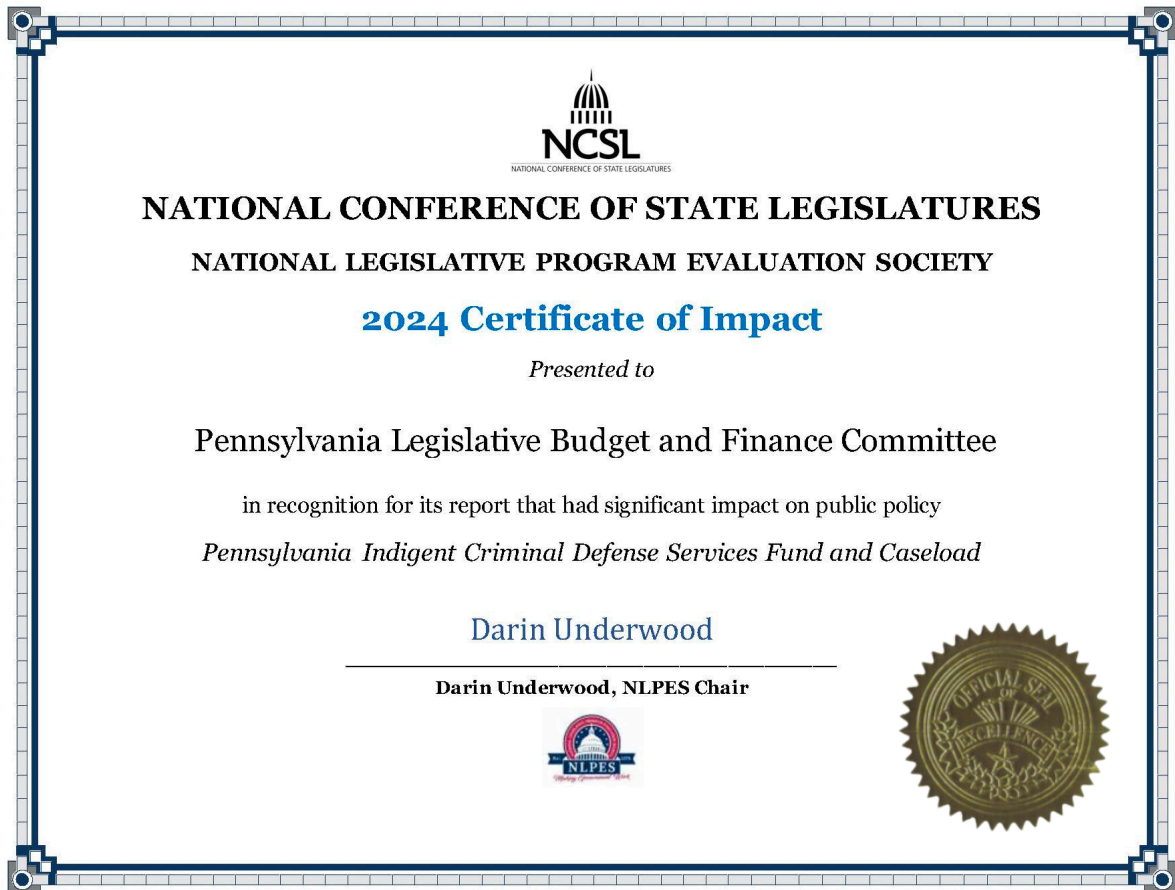 NCSL
NATIONAL CONFERENCE OF STATE LEGISLATURES
NATIONAL CONFERENCE OF STATE LEGISLATURES
NATIONAL LEGISLATIVE PROGRAM EVALUATION SOCIETY
2024 Certificate of Impact
Presented to
Pennsylvania Legislative Budget and Finance Committee
in recognition for its report that had significant impact on public policy
Pennsylvania Indigent Criminal Defense Services Fund and Caseload
Darin Underwood
Darin Underwood, NLPES Chair
NLPES
Making Government Work
OFFICIAL SEAL
OF
EXCELLENCE